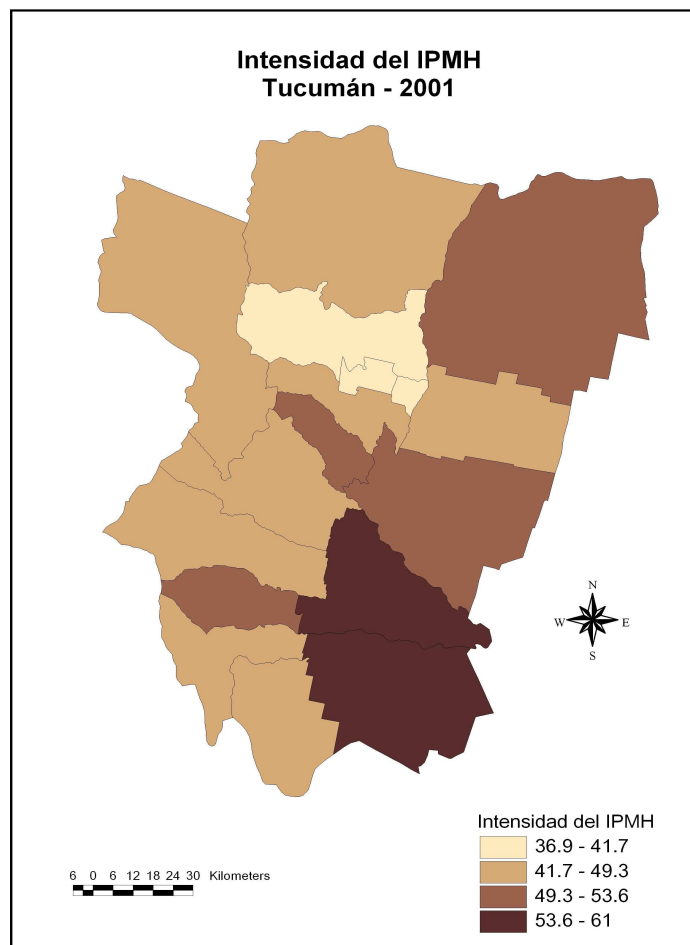 Intensidad del IPMH
Tucumán - 2001
N
W E
S
Intensidad del IPMH
36.9 - 41.7
41.7 - 49.3
49.3 - 53.6
53.6 - 61
6 0 6 12 18 24 30 Kilometers